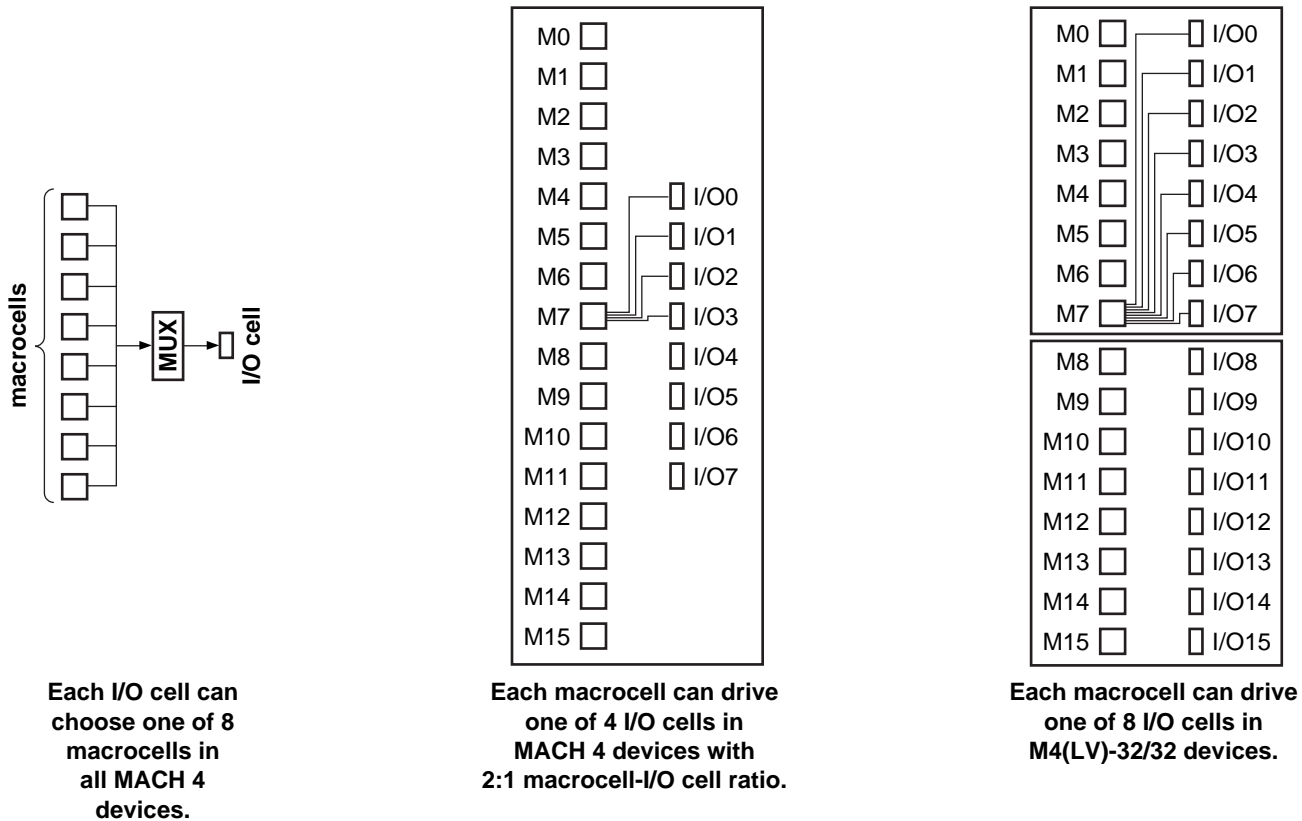 macrocells
MUX
I/O cell
Each I/O cell can
choose one of 8
macrocells in
all MACH 4
devices.
M0
M1
M2
M3
M4
I/O0
M5
I/O1
M6
I/O2
M7
I/O3
M8
I/O4
M9
I/O5
M10
I/O6
M11
I/O7
M12
M13
M14
M15
Each macrocell can drive
one of 4 I/O cells in
MACH 4 devices with
2:1 macrocell-I/O cell ratio.
M0
I/O0
M1
I/O1
M2
I/O2
M3
I/O3
M4
I/O4
M5
I/O5
M6
I/O6
M7
I/O7
M8
I/O8
M9
I/O9
M10
I/O10
M11
I/O11
M12
I/O12
M13
I/O13
M14
I/O14
M15
I/O15
Each macrocell can drive
one of 8 I/O cells in
M4(LV)-32/32 devices.